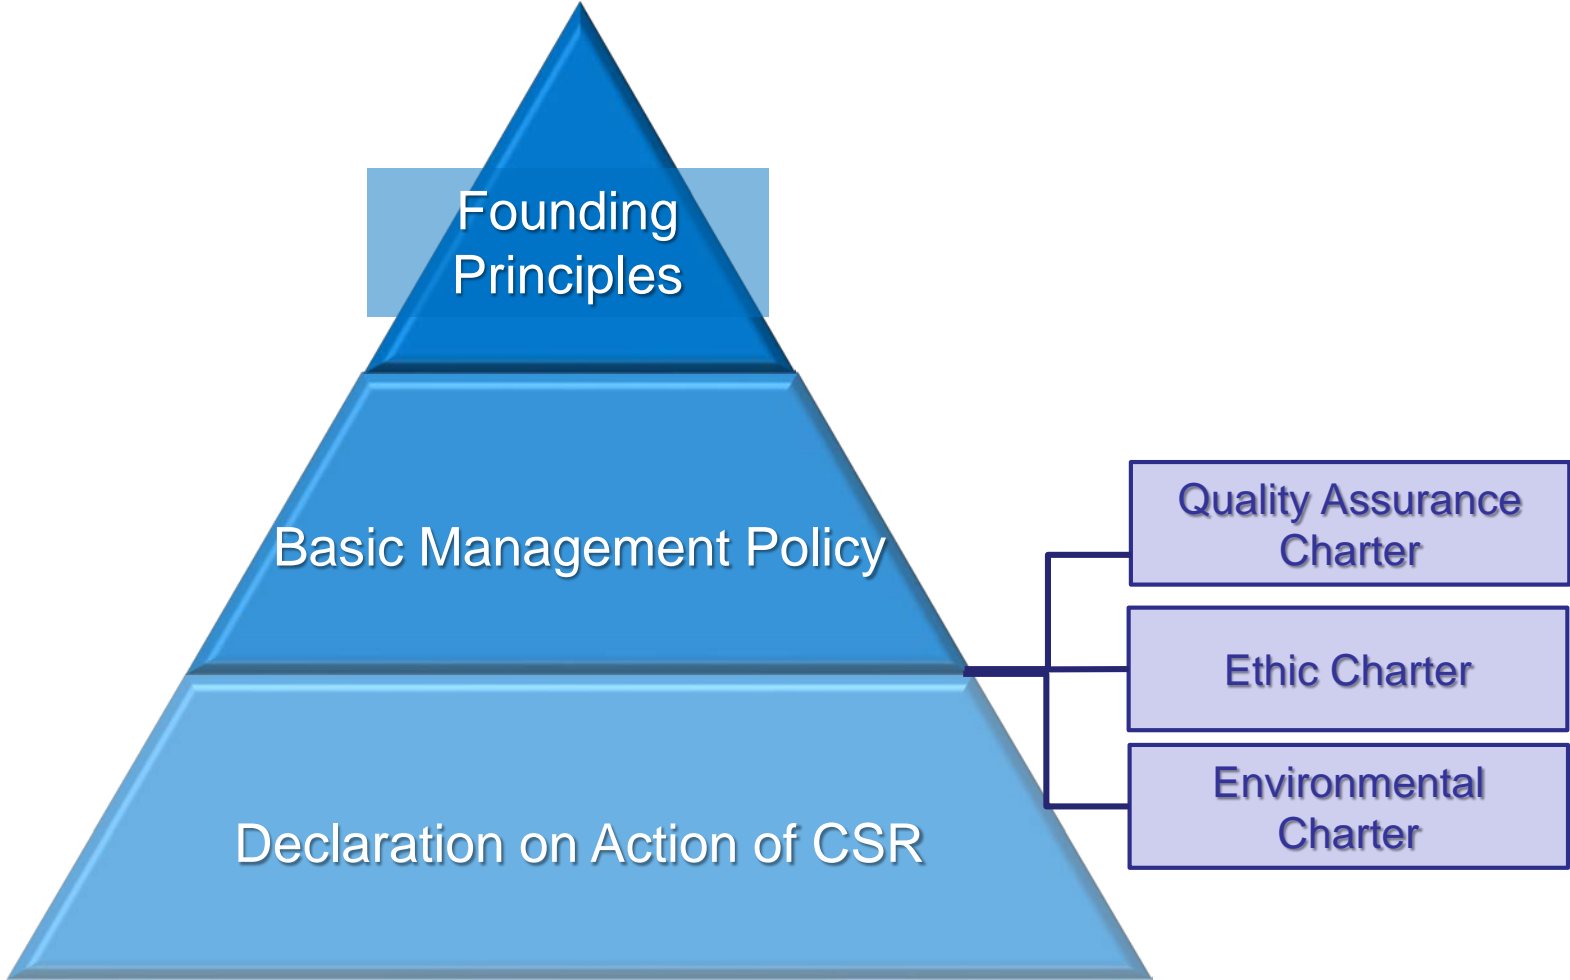 Founding
Principles
Basic Management Policy
Quality Assurance
Charter
Ethic Charter
Environmental
Charter
Declaration on Action of CSR